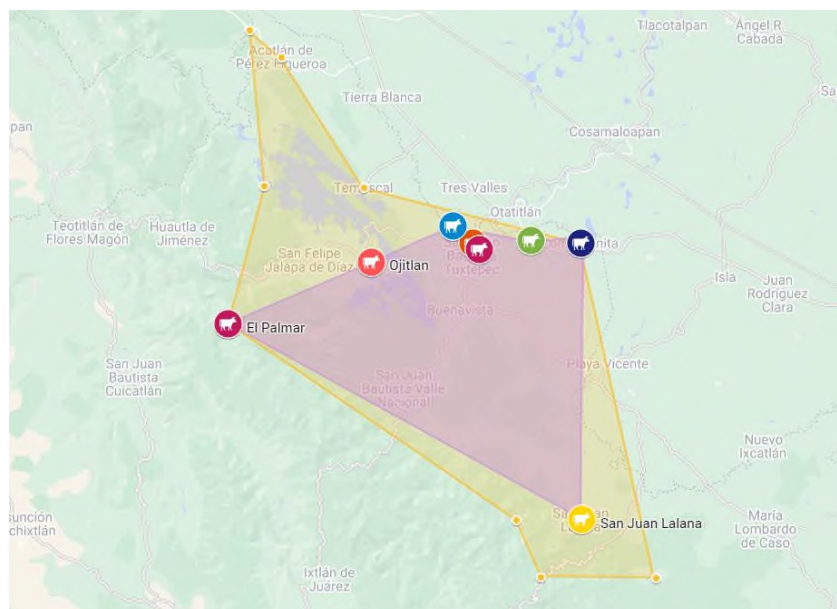 Tlacotalpan
Ángel R.
Cabada
Acatlán de
Pérez Figueroa
Tierra Blanca
Cosamaloapan
Temascal
Tres Valles
Otatitlán
Teotitlán de
Flores Magón
Huautla de
Jiménez
San Felipe
Jalapa de Díaz
Ojitlan
Tuxtepec
Isla
Juan
Rodríguez
Clara
Buenavista
El Palmar
San Juan
Bautista
Cuicatlán
San Juan
Bautista Valle
Nacional
Playa Vicente
Nuevo
Ixcatlán
María
Lombardo
de Caso
San Juan Lalana
Ixtlán de
Juárez